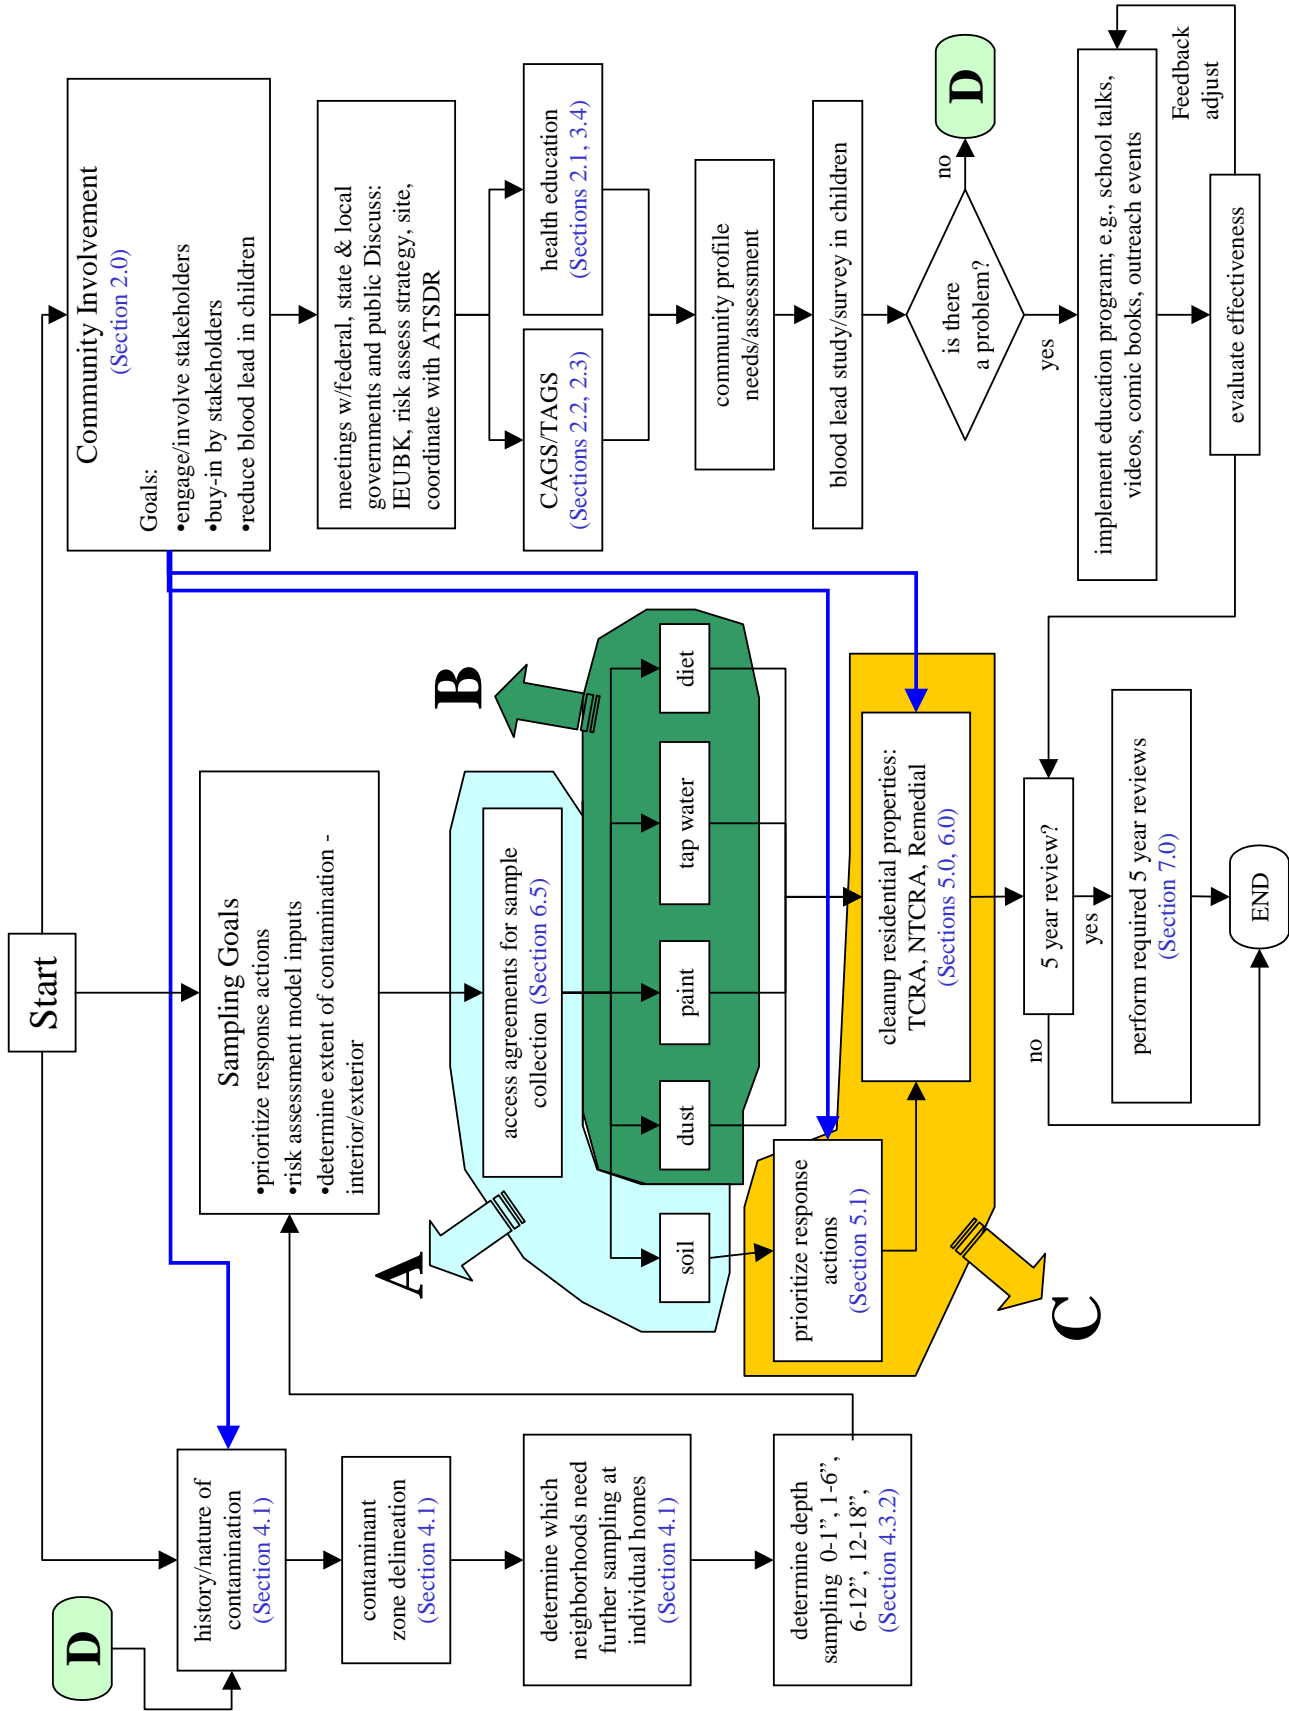 Start
D
history/nature of
contamination
(Section 4.1)
contaminant
zone delineation
(Section 4.1)
determine which
neighborhoods need
further sampling at
individual homes
(Section 4.1)
determine depth
sampling 0-1”, 1-6”,
6-12”, 12-18”,
(Section 4.3.2)
Sampling Goals
•prioritize response actions
•risk assessment model inputs
•determine extent of contamination -
interior/exterior
A
access agreements for sample
collection (Section 6.5)
B
soil
dust
paint
tap water
diet
prioritize response
actions
(Section 5.1)
cleanup residential properties:
TCRA, NTCRA, Remedial
(Sections 5.0, 6.0)
C
5 year review?
no
yes
perform required 5 year reviews
(Section 7.0)
END
Community Involvement
(Section 2.0)
Goals:
•engage/involve stakeholders
•buy-in by stakeholders
•reduce blood lead in children
meetings w/federal, state & local
governments and public Discuss:
IEUBK, risk assess strategy, site,
coordinate with ATSDR
CAGS/TAGS
(Sections 2.2, 2.3)
health education
(Sections 2.1, 3.4)
community profile
needs/assessment
blood lead study/survey in children
is there
a problem?
no
D
yes
implement education program; e.g., school talks,
videos, comic books, outreach events
Feedback
adjust
evaluate effectiveness